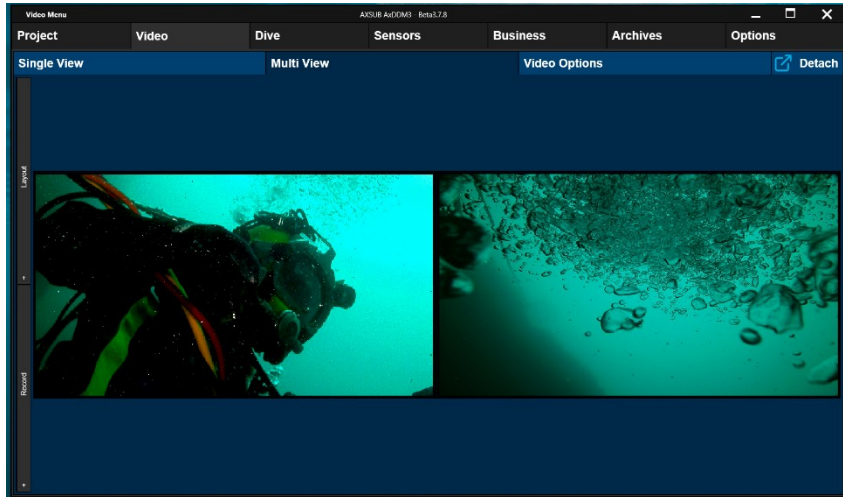 Video Menu AXSUB AxDDM3 - Beta3.7.8
Project Video Dive Sensors Business Archives Options
Single View Multi View Video Options Detach
Layout
Record